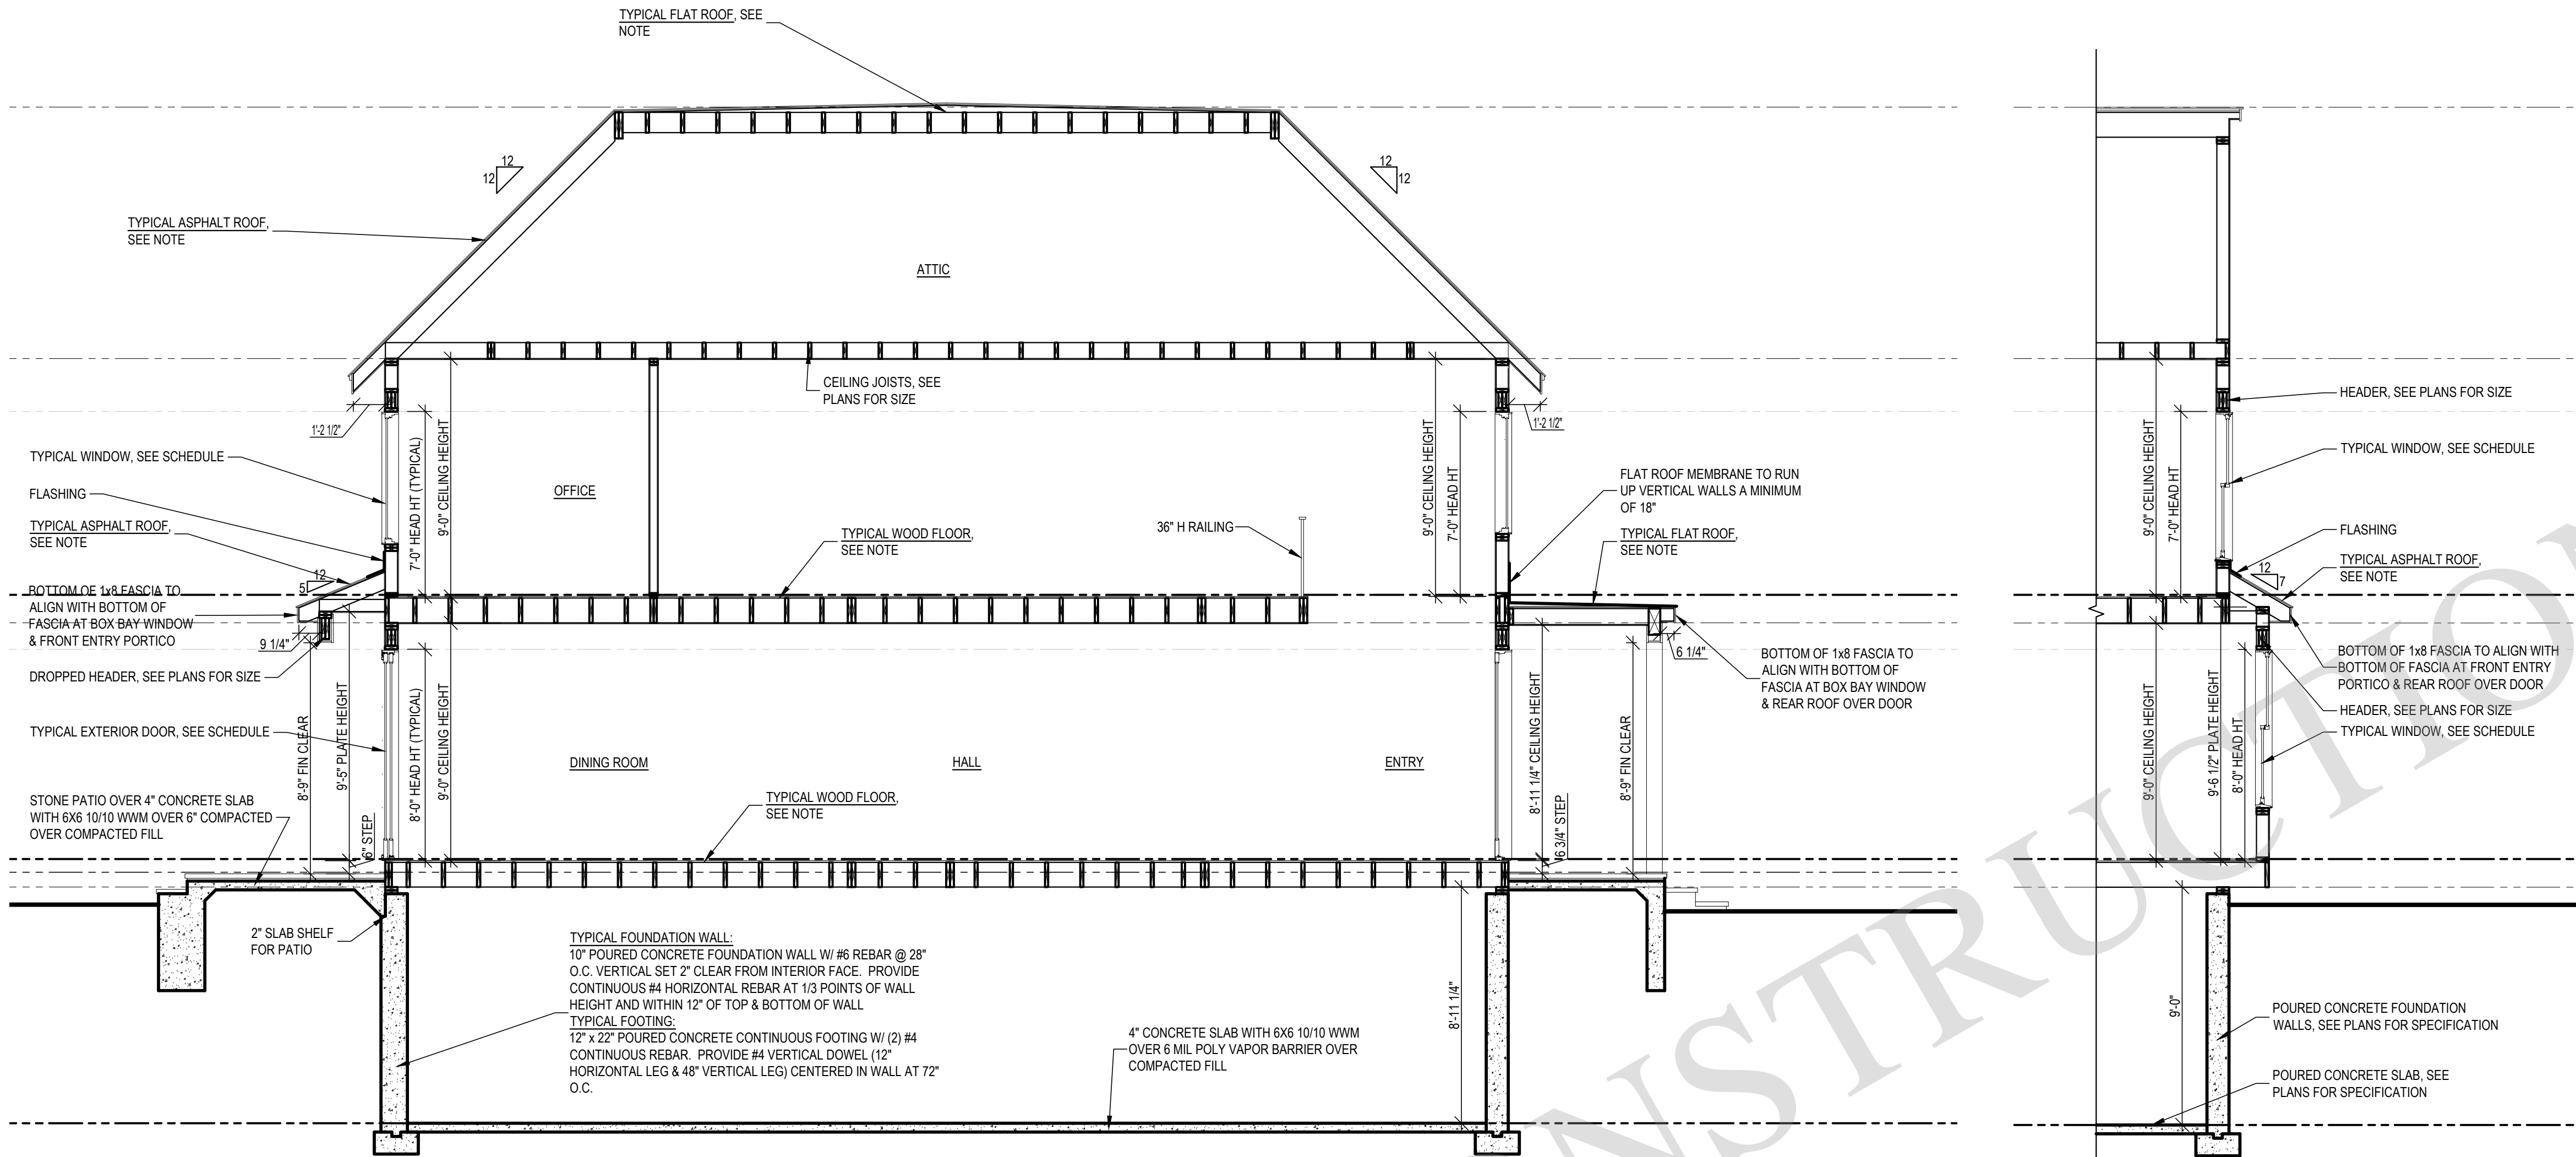 TYPICAL FLAT ROOF, SEE
NOTE
12
12
12
12
TYPICAL ASPHALT ROOF,
SEE NOTE
ATTIC
CEILING JOISTS, SEE
PLANS FOR SIZE
1'-2 1/2"
1'-2 1/2"
TYPICAL WINDOW, SEE SCHEDULE
FLASHING
TYPICAL ASPHALT ROOF,
SEE NOTE
12
5
BOTTOM OF 1x8 FASCIA TO
ALIGN WITH BOTTOM OF
FASCIA AT BOX BAY WINDOW
& FRONT ENTRY PORTICO
9 1/4"
DROPPED HEADER, SEE PLANS FOR SIZE
TYPICAL EXTERIOR DOOR, SEE SCHEDULE
STONE PATIO OVER 4" CONCRETE SLAB
WITH 6X6 10/10 WWM OVER 6" COMPACTED
OVER COMPACTED FILL
2" SLAB SHELF
FOR PATIO
7'-0" HEAD HT (TYPICAL)
9'-0" CEILING HEIGHT
OFFICE
TYPICAL WOOD FLOOR,
SEE NOTE
36" H RAILING
9'-0" CEILING HEIGHT
7'-0" HEAD HT
FLAT ROOF MEMBRANE TO RUN
UP VERTICAL WALLS A MINIMUM
OF 18"
TYPICAL FLAT ROOF,
SEE NOTE
6 1/4"
BOTTOM OF 1x8 FASCIA TO
ALIGN WITH BOTTOM OF
FASCIA AT BOX BAY WINDOW
& REAR ROOF OVER DOOR
8'-9" FIN CLEAR
9'-5" PLATE HEIGHT
6" STEP
8'-0" HEAD HT (TYPICAL)
9'-0" CEILING HEIGHT
DINING ROOM
HALL
ENTRY
TYPICAL WOOD FLOOR,
SEE NOTE
8'-11 1/4" CEILING HEIGHT
6 3/4" STEP
8'-9" FIN CLEAR
TYPICAL FOUNDATION WALL:
10" POURED CONCRETE FOUNDATION WALL W/ #6 REBAR @ 28"
O.C. VERTICAL SET 2" CLEAR FROM INTERIOR FACE. PROVIDE
CONTINUOUS #4 HORIZONTAL REBAR AT 1/3 POINTS OF WALL
HEIGHT AND WITHIN 12" OF TOP & BOTTOM OF WALL
TYPICAL FOOTING:
12" x 22" POURED CONCRETE CONTINUOUS FOOTING W/ (2) #4
CONTINUOUS REBAR. PROVIDE #4 VERTICAL DOWEL (12"
HORIZONTAL LEG & 48" VERTICAL LEG) CENTERED IN WALL AT 72"
O.C.
4" CONCRETE SLAB WITH 6X6 10/10 WWM
OVER 6 MIL POLY VAPOR BARRIER OVER
COMPACTED FILL
8'-11 1/4"
HEADER, SEE PLANS FOR SIZE
TYPICAL WINDOW, SEE SCHEDULE
9'-0" CEILING HEIGHT
7'-0" HEAD HT
FLASHING
TYPICAL ASPHALT ROOF,
SEE NOTE
12
7
BOTTOM OF 1x8 FASCIA TO ALIGN WITH
BOTTOM OF FASCIA AT FRONT ENTRY
PORTICO & REAR ROOF OVER DOOR
HEADER, SEE PLANS FOR SIZE
TYPICAL WINDOW, SEE SCHEDULE
9'-0" CEILING HEIGHT
9'-6 1/2" PLATE HEIGHT
8'-0" HEAD HT.
9'-0"
POURED CONCRETE FOUNDATION
WALLS, SEE PLANS FOR SPECIFICATION
POURED CONCRETE SLAB, SEE
PLANS FOR SPECIFICATION
NSTRUCTION